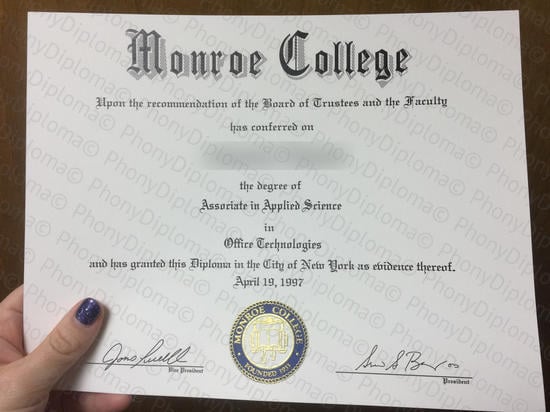 Monroe College
Upon the recommendation of the Board of Trustees and the Faculty
has conferred on
the degree of
Associate in Applied Science
in
Office Technologies
and has granted this Diploma in the City of New York as evidence thereof.
April 19, 1997
MONROE COLLEGE
FOUNDED 1933
Vice President
President
PhonyDiploma©